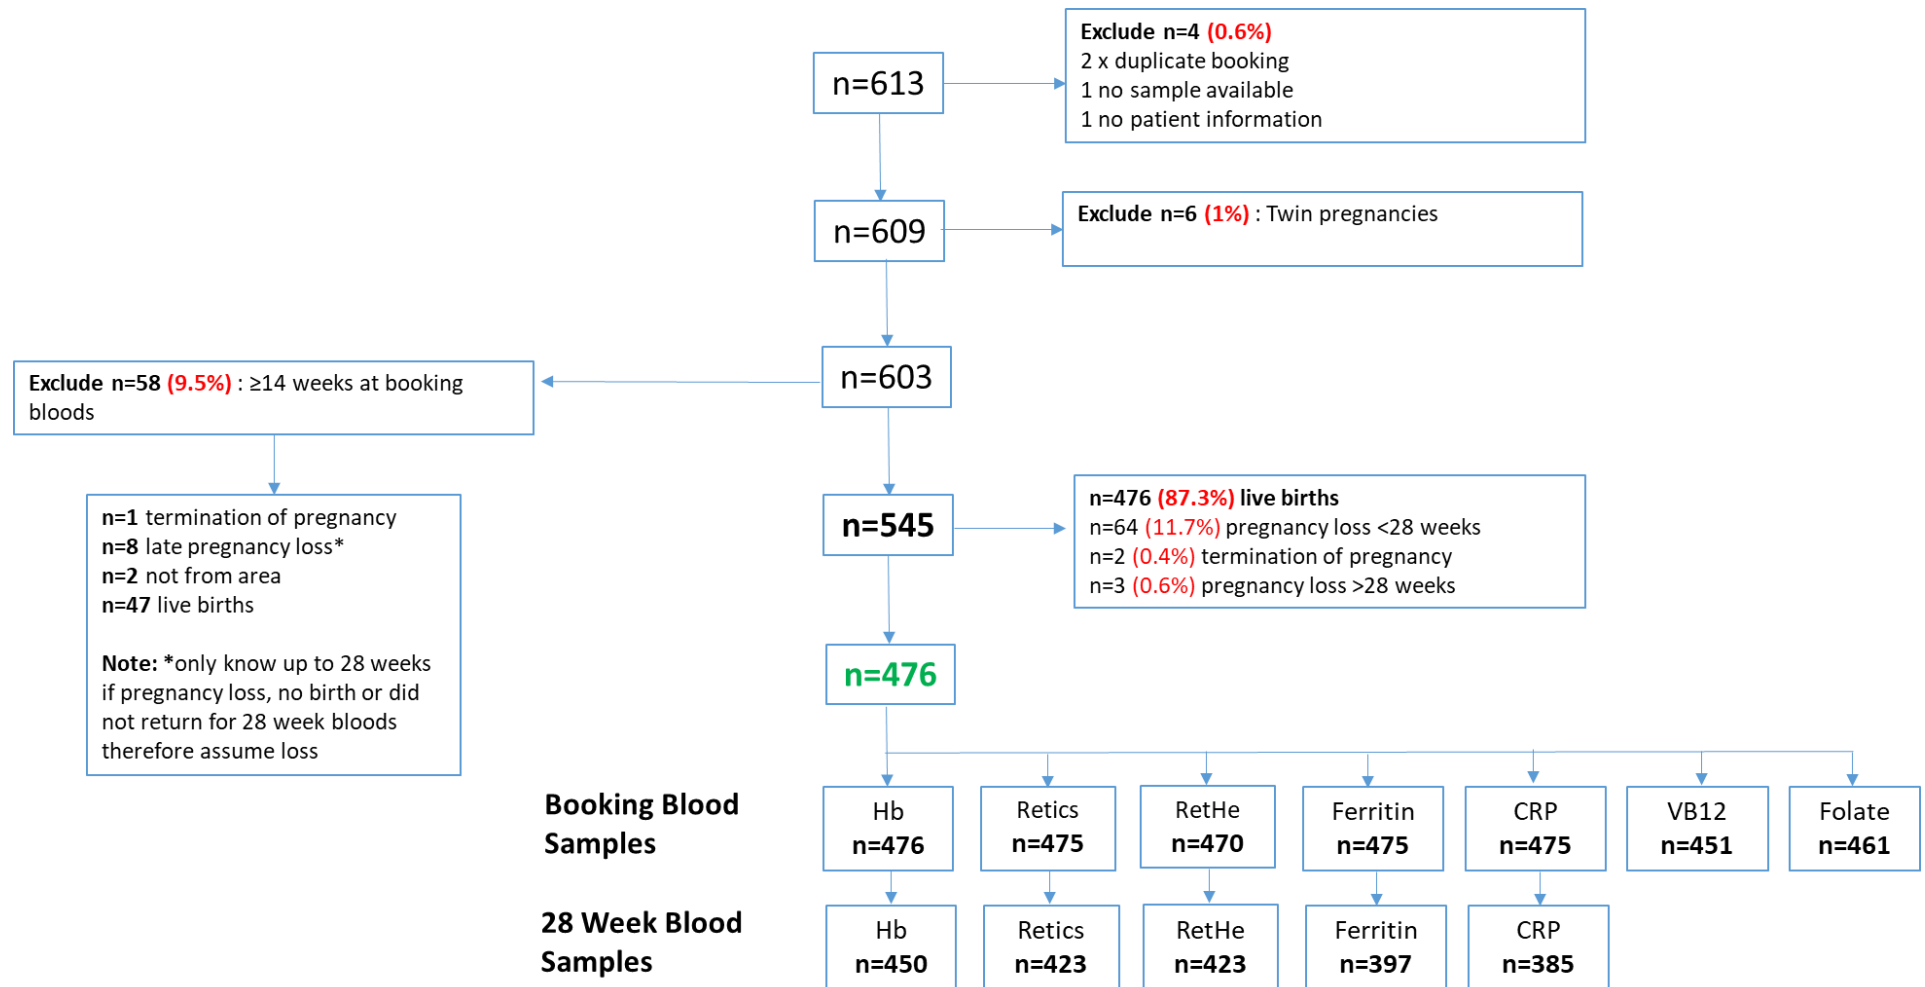 n=613
Exclude n=4 (0.6%)
2 x duplicate booking
1 no sample available
1 no patient information
n=609
Exclude n=6 (1%) : Twin pregnancies
n=603
Exclude n=58 (9.5%) : ≥14 weeks at booking
bloods
n=1 termination of pregnancy
n=8 late pregnancy loss*
n=2 not from area
n=47 live births
Note: *only know up to 28 weeks
if pregnancy loss, no birth or did
not return for 28 week bloods
therefore assume loss
n=545
n=476 (87.3%) live births
n=64 (11.7%) pregnancy loss <28 weeks
n=2 (0.4%) termination of pregnancy
n=3 (0.6%) pregnancy loss >28 weeks
n=476
Booking Blood
Samples
Hb
n=476
Retics
n=475
RetHe
n=470
Ferritin
n=475
CRP
n=475
VB12
n=451
Folate
n=461
28 Week Blood
Samples
Hb
n=450
Retics
n=423
RetHe
n=423
Ferritin
n=397
CRP
n=385